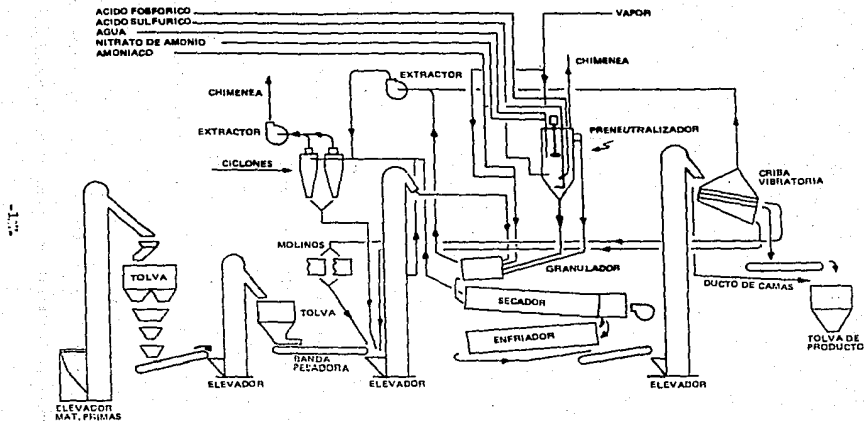 ACIDO FOSFORICO
ACIDO SULFURICO
AGUA
NITRATO DE AMONIO
AMONIACO
VAPOR
CHIMENEA
EXTRACTOR
CHIMENEA
EXTRACTOR
PRENEUTRALIZADOR
CICLONES
CRIBA
VIBRATORIA
MOLINOS
TOLVA
GRANULADOR
SECADOR
DUCTO DE CAMAS
TOLVA
ENFRIADOR
TOLVA DE
PRODUCTO
BANDA
ELEVADOR
ELEVADOR
ELEVADOR
ELEVADOR
MAT. PRIMAS